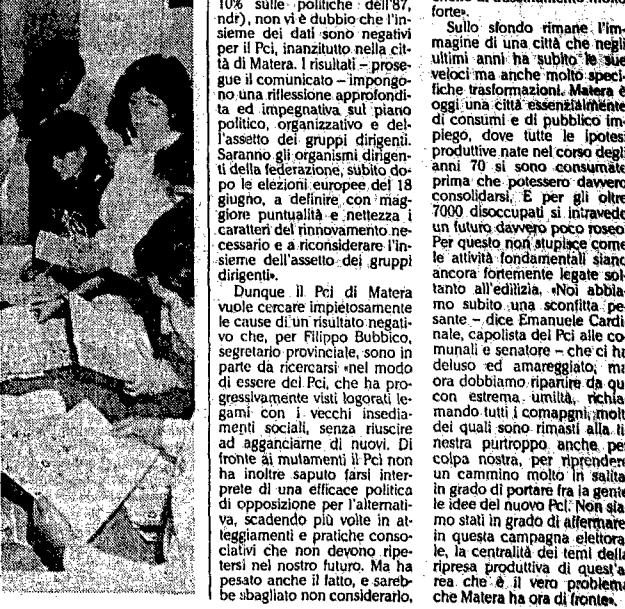 10% sulle politiche dell'87,
ndr), non vi è dubbio che l'in-
sieme dei dati sono negativi
per il Pci, inanzitutto nella cit-
tà di Matera. I risultati – prose-
gue il comunicato – impongo-
no una riflessione approfondi-
ta ed impegnativa sul piano
politico, organizzativo e del-
l'assetto dei gruppi dirigenti.
Saranno gli organismi dirigen-
ti della federazione, subito do-
po le elezioni europee del 18
giugno, a definire con mag-
giore puntualità e nettezza i
caratteri del rinnovamento ne-
cessario e a riconsiderare l'in-
sieme dell'assetto dei gruppi
dirigenti».
Dunque il Pci di Matera
vuole cercare impietosamente
le cause di un risultato negati-
vo che, per Filippo Bubbico,
segretario provinciale, sono in
parte da ricercarsi «nel modo
di essere del Pci, che ha pro-
gressivamente visti logorati le-
gami con i vecchi insedia-
menti sociali, senza riuscire
ad agganciarne di nuovi. Di
fronte ai mutamenti il Pci non
ha inoltre saputo farsi inter-
prete di una efficace politica
di opposizione per l'alternati-
va, scadendo più volte in at-
teggiamenti e pratiche conso-
ciativi che non devono ripe-
tersi nel nostro futuro. Ma ha
pesato anche il fatto, e sareb-
be sbagliato non considerarlo,
forte».
Sullo sfondo rimane l'im-
magine di una città che negli
ultimi anni ha subito le sue
veloci ma anche molto speci-
fiche trasformazioni. Matera è
oggi una città essenzialmente
di consumi e di pubblico im-
piego, dove tutte le ipotesi
produttive nate nel corso degli
anni 70 si sono consumate
prima che potessero davvero
consolidarsi. E per gli oltre
7000 disoccupati si intravede
un futuro davvero poco roseo.
Per questo non stupisce come
le attività fondamentali siano
ancora fortemente legate sol-
tanto all'edilizia. «Noi abbia-
mo subito una sconfitta pe-
sante – dice Emanuele Cardi-
nale, capolista del Pci alle co-
munali e senatore – che ci ha
deluso ed amareggiato, ma
ora dobbiamo ripartire da qui
con estrema umiltà, richia-
mando tutti i comapgni, molti
dei quali sono rimasti alla fi-
nestra purtroppo anche per
colpa nostra, per riprendere
un cammino molto in salita,
in grado di portare fra la gente
le idee del nuovo Pci. Non sia-
mo stati in grado di affermare
in questa campagna elettora-
le, la centralità dei temi della
ripresa produttiva di quest'a-
rea che è il vero problema
che Matera ha ora di fronte».